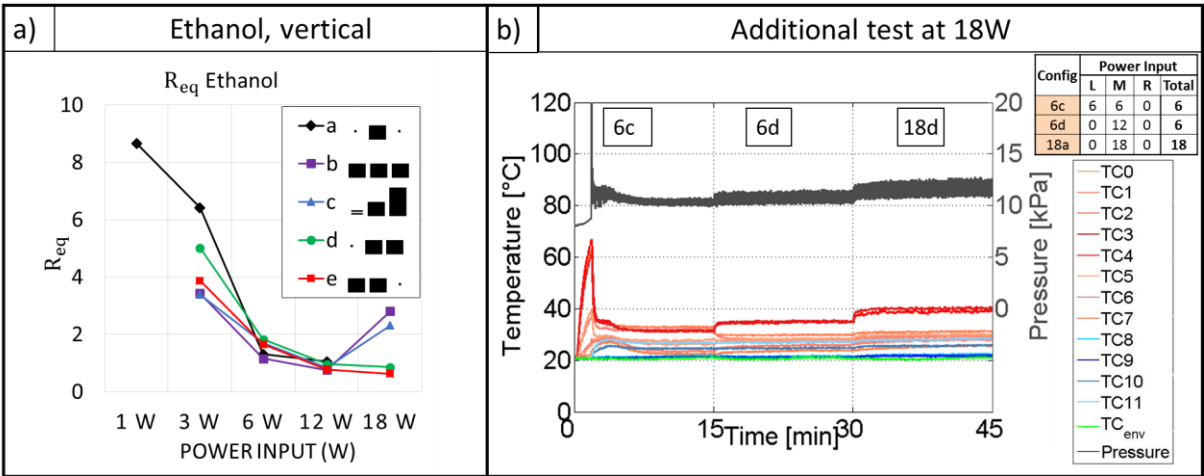 a)
Ethanol, vertical
R_eq Ethanol
10
8
6
4
2
0
R_eq
1 W
3 W
6 W
12 W
18 W
POWER INPUT (W)
a
b
c =
d
e
b)
Additional test at 18W
120
100
80
60
40
20
0
Temperature [°C]
6c
6d
18d
20
15
10
5
0
Pressure [kPa]
0
15
30
45
Time [min]
Config Power Input
L M R Total
6c 6 6 0 6
6d 0 12 0 6
18a 0 18 0 18
TC0
TC1
TC2
TC3
TC4
TC5
TC6
TC7
TC8
TC9
TC10
TC11
TC_env
Pressure